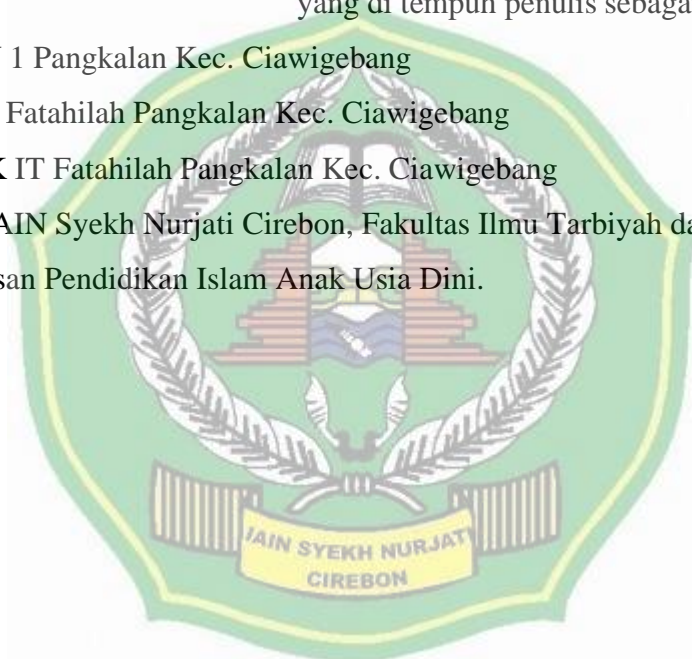 yang di tempuh penulis sebaga
1 Pangkalan Kec. Ciawigebang
Fatahilah Pangkalan Kec. Ciawigebang
IT Fatahilah Pangkalan Kec. Ciawigebang
IAIN Syekh Nurjati Cirebon, Fakultas Ilmu Tarbiyah da
san Pendidikan Islam Anak Usia Dini.
IAIN SYEKH NURJATI
CIREBON